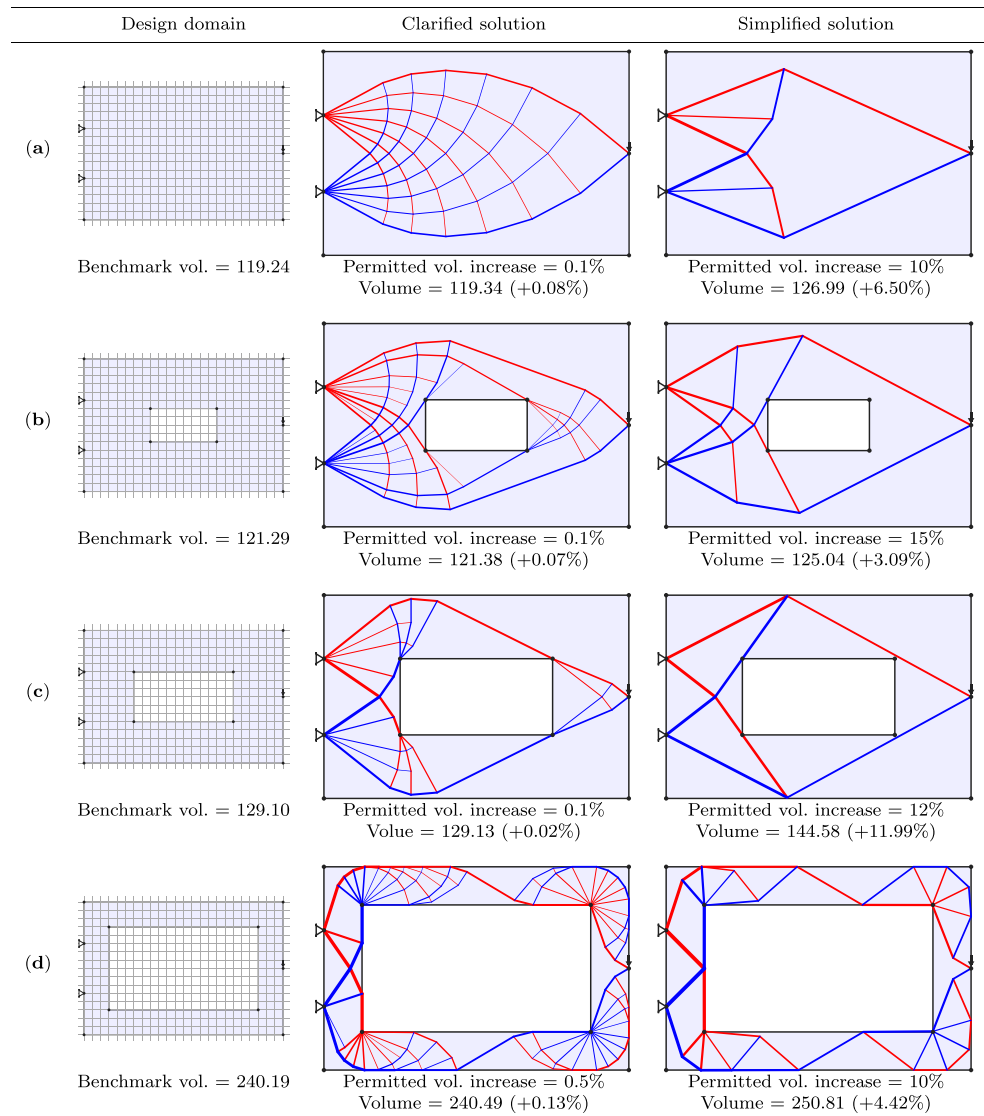 Design domain Clarified solution Simplified solution
(a)
Benchmark vol. = 119.24
Permitted vol. increase = 0.1%
Volume = 119.34 (+0.08%)
Permitted vol. increase = 10%
Volume = 126.99 (+6.50%)
(b)
Benchmark vol. = 121.29
Permitted vol. increase = 0.1%
Volume = 121.38 (+0.07%)
Permitted vol. increase = 15%
Volume = 125.04 (+3.09%)
(c)
Benchmark vol. = 129.10
Permitted vol. increase = 0.1%
Volue = 129.13 (+0.02%)
Permitted vol. increase = 12%
Volume = 144.58 (+11.99%)
(d)
Benchmark vol. = 240.19
Permitted vol. increase = 0.5%
Volume = 240.49 (+0.13%)
Permitted vol. increase = 10%
Volume = 250.81 (+4.42%)